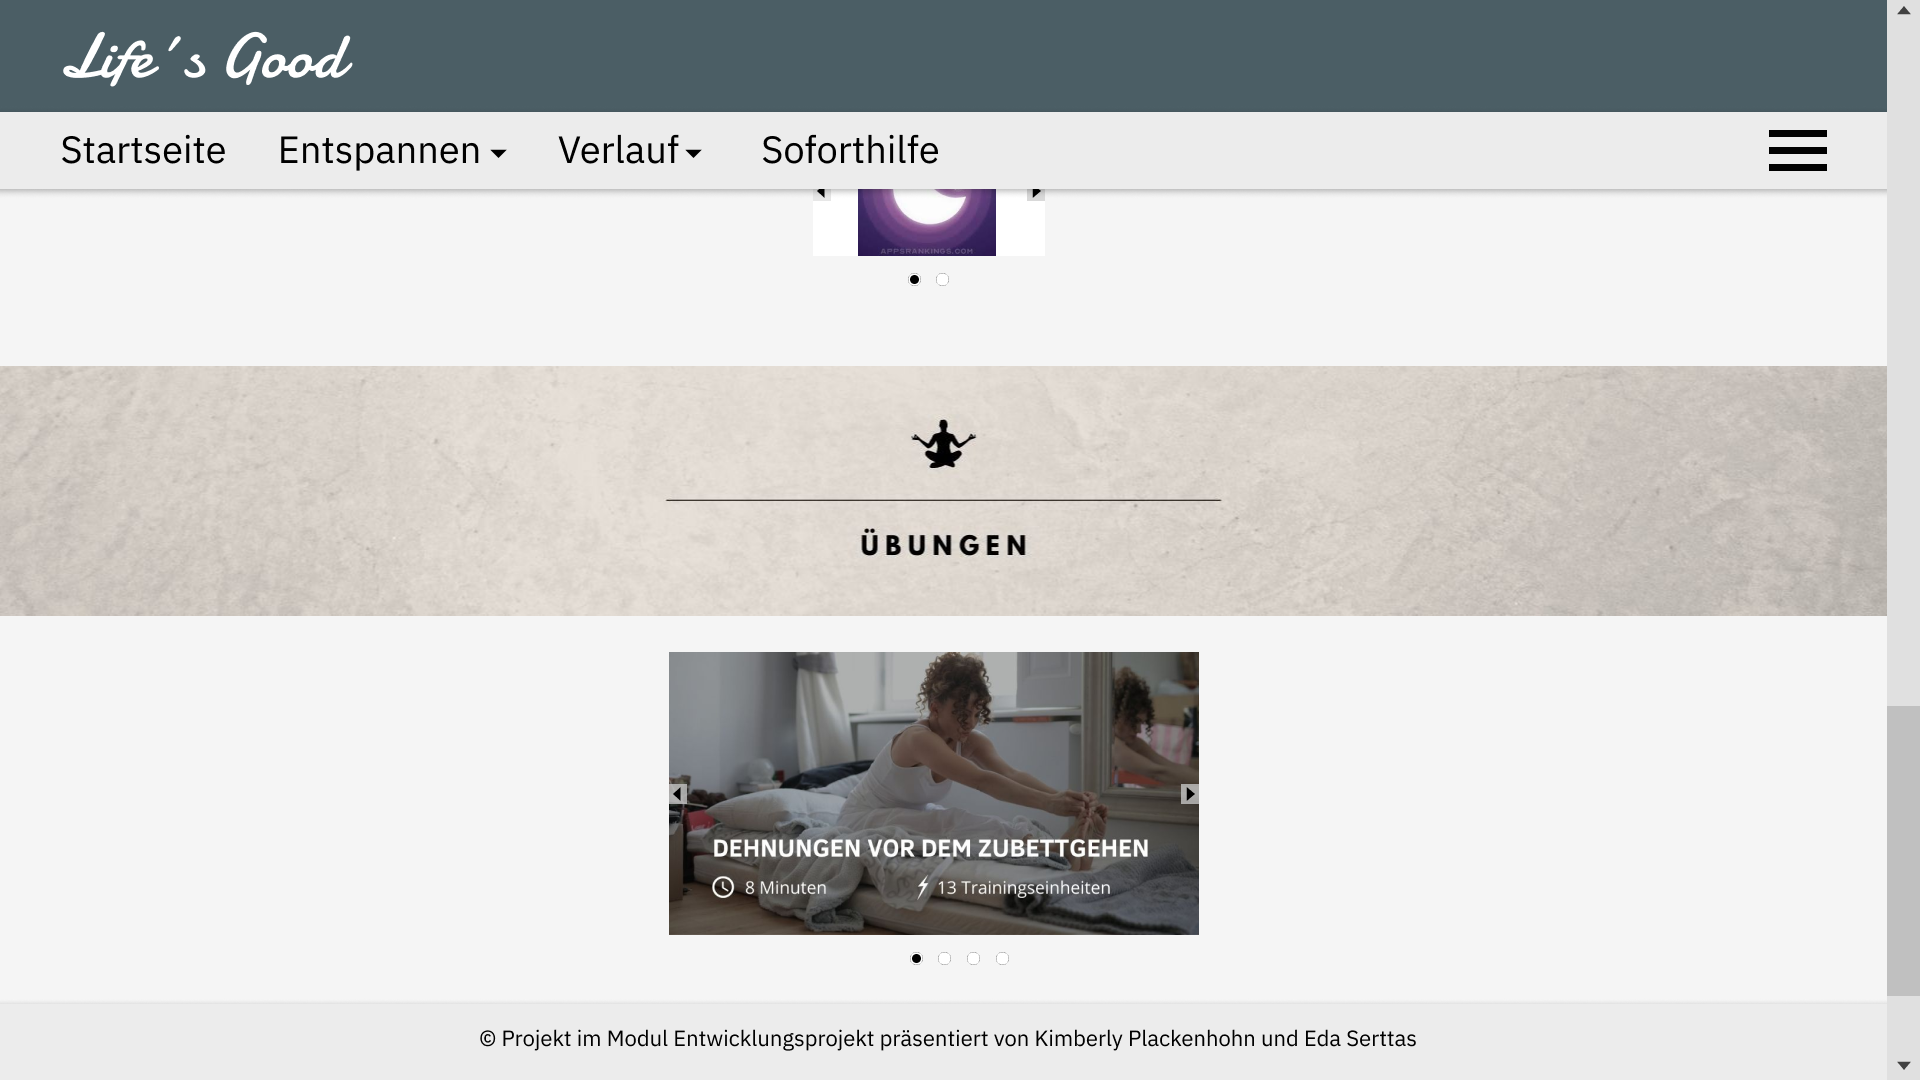 Life´s Good
Startseite Entspannen Verlauf Soforthilfe
APPSRANKINGS.COM
ÜBUNGEN
DEHNUNGEN VOR DEM ZUBETTGEHEN
8 Minuten 13 Trainingseinheiten
© Projekt im Modul Entwicklungsprojekt präsentiert von Kimberly Plackenhohn und Eda Serttas